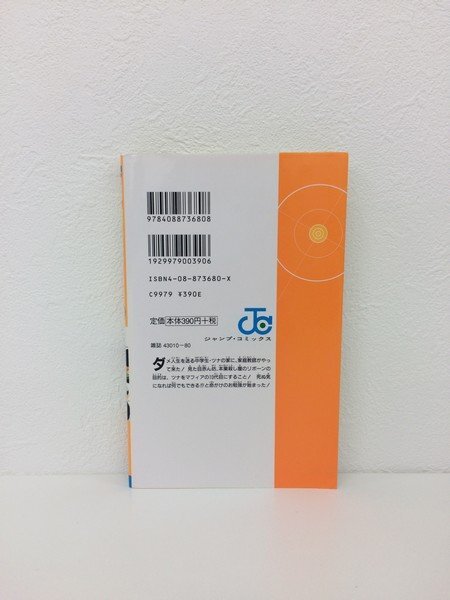 9784088736808
1929979003906
ISBN4-08-873680-X
C9979 ¥390E
定価 本体390円+税
JC
ジャンプ・コミックス
雑誌 43010-80
ダメ人生を送る中学生・ツナの家に、家庭教師がやっ
て来た! 見た目赤ん坊、本業殺し屋のリボーンの
目的は、ツナをマフィアの10代目にすること! 死ぬ気
になれば何でもできる!?と命がけのお勉強が始まった!